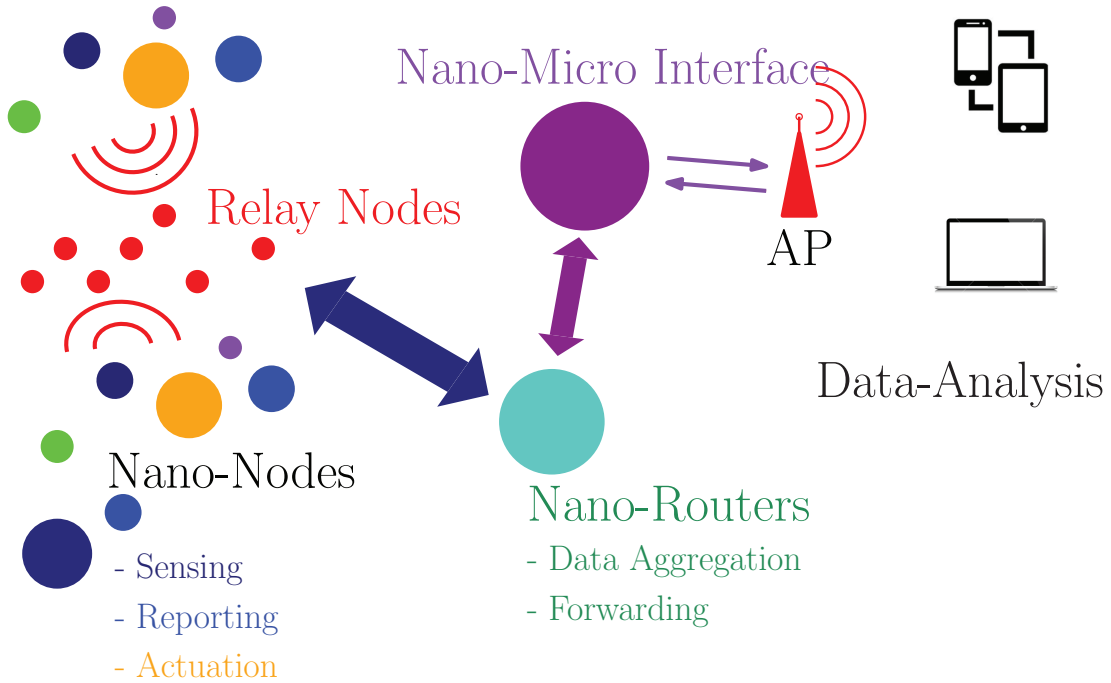 Nano-Micro Interface
Relay Nodes
AP
Data-Analysis
Nano-Nodes
- Sensing
- Reporting
- Actuation
Nano-Routers
- Data Aggregation
- Forwarding